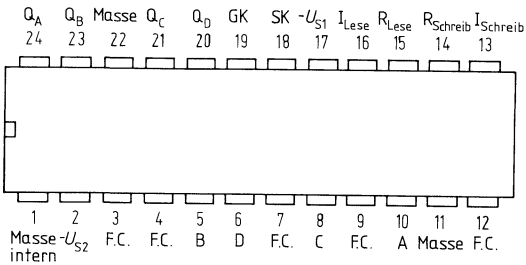 Q_A Q_B Masse Q_C Q_D GK SK -U_S1 I_Lese R_Lese R_Schreib I_Schreib
24 23 22 21 20 19 18 17 16 15 14 13
1 2 3 4 5 6 7 8 9 10 11 12
Masse -U_S2 F.C. F.C. B D F.C. C F.C. A Masse F.C.
intern